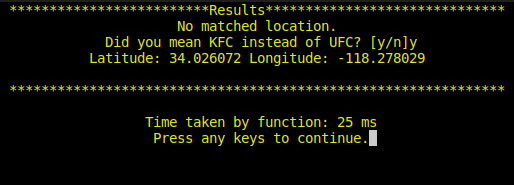 ****************************Results******************************
No matched location.
Did you mean KFC instead of UFC? [y/n]y
Latitude: 34.026072 Longitude: -118.278029
**************************************************************
Time taken by function: 25 ms
Press any keys to continue.